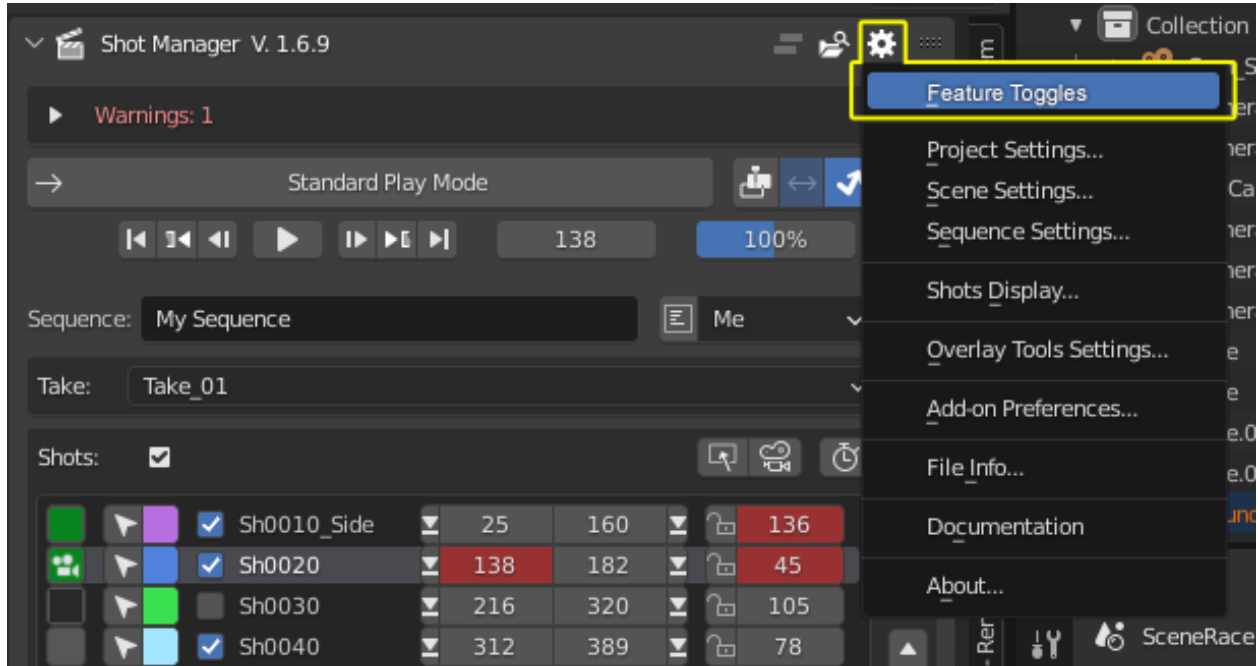 Shot Manager V. 1.6.9
Collection
Warnings: 1
Feature Toggles
Project Settings...
Scene Settings...
Sequence Settings...
Shots Display...
Overlay Tools Settings...
Add-on Preferences...
File Info...
Documentation
About...
Standard Play Mode
138
100%
Sequence: My Sequence
Me
Take: Take_01
Shots:
Sh0010_Side 25 160 136
Sh0020 138 182 45
Sh0030 216 320 105
Sh0040 312 389 78
SceneRace